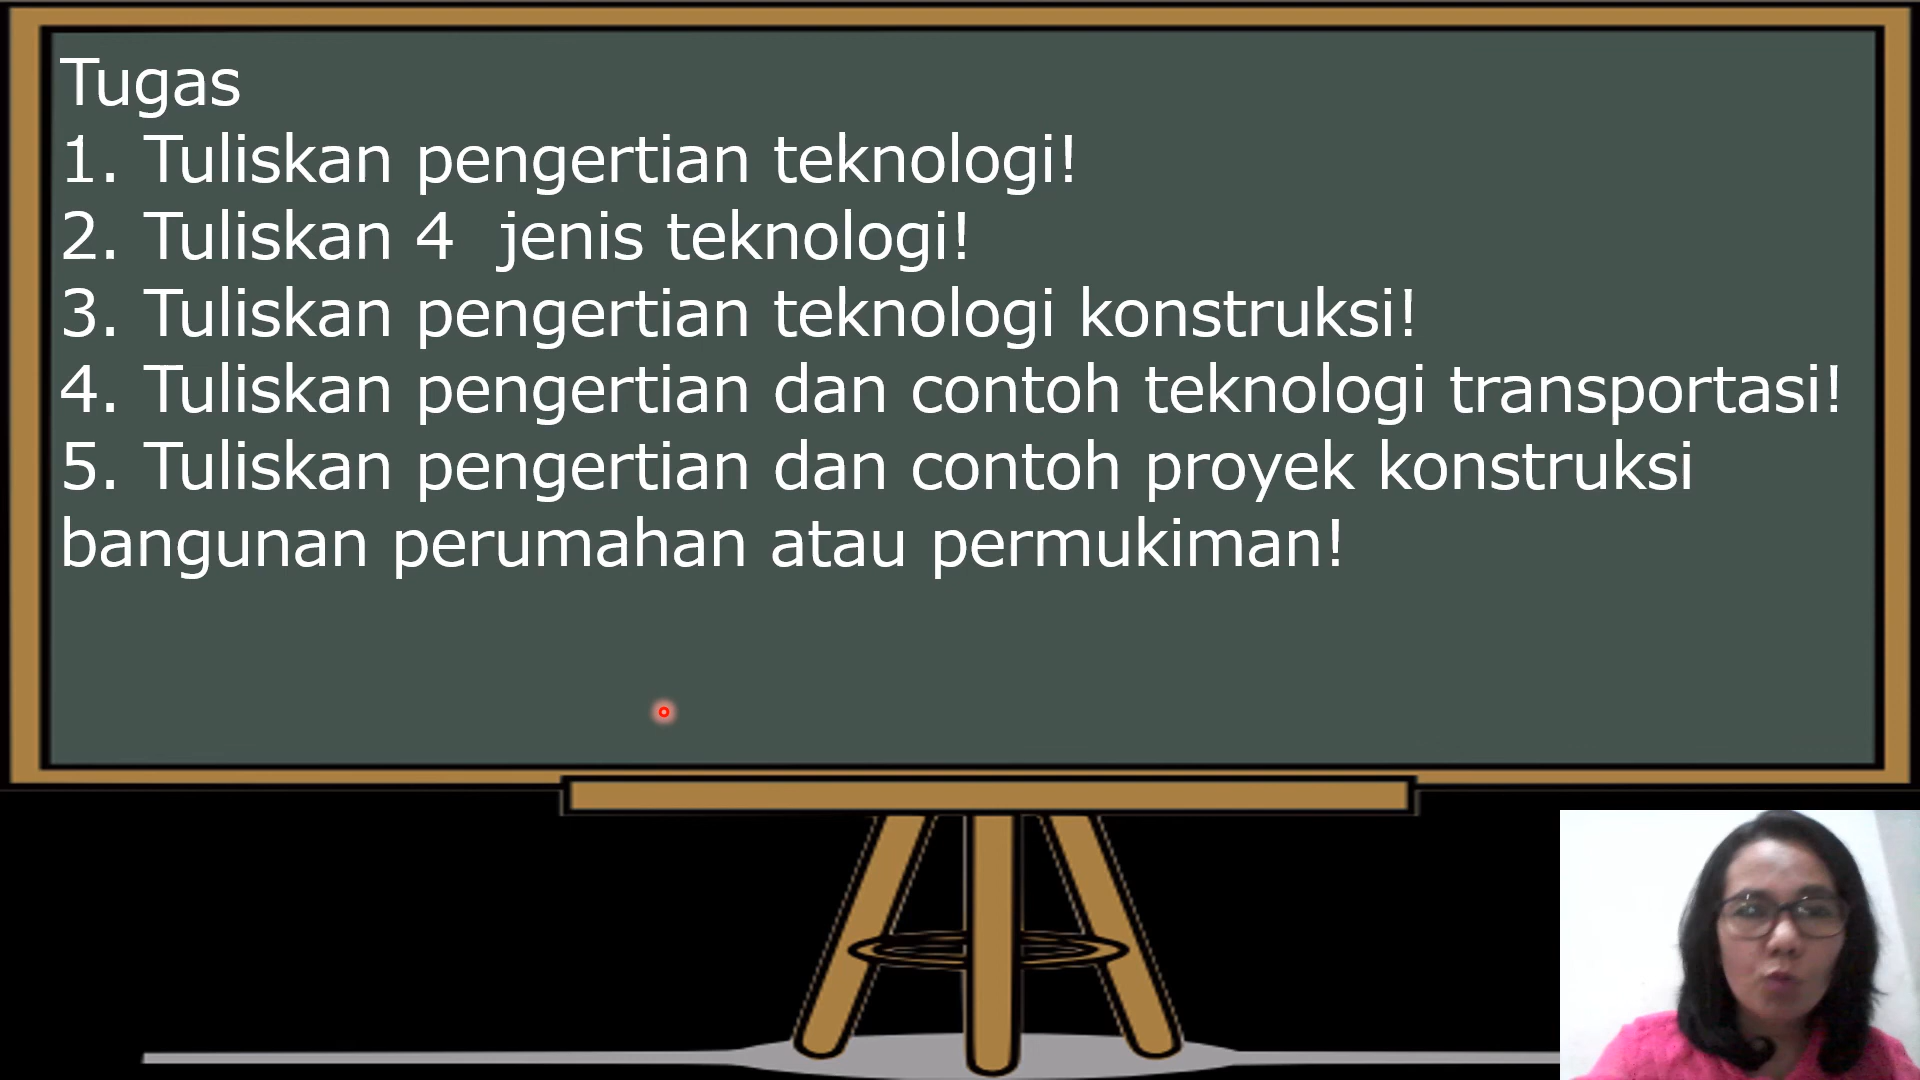 Tugas
1. Tuliskan pengertian teknologi!
2. Tuliskan 4  jenis teknologi!
3. Tuliskan pengertian teknologi konstruksi!
4. Tuliskan pengertian dan contoh teknologi transportasi!
5. Tuliskan pengertian dan contoh proyek konstruksi
bangunan perumahan atau permukiman!